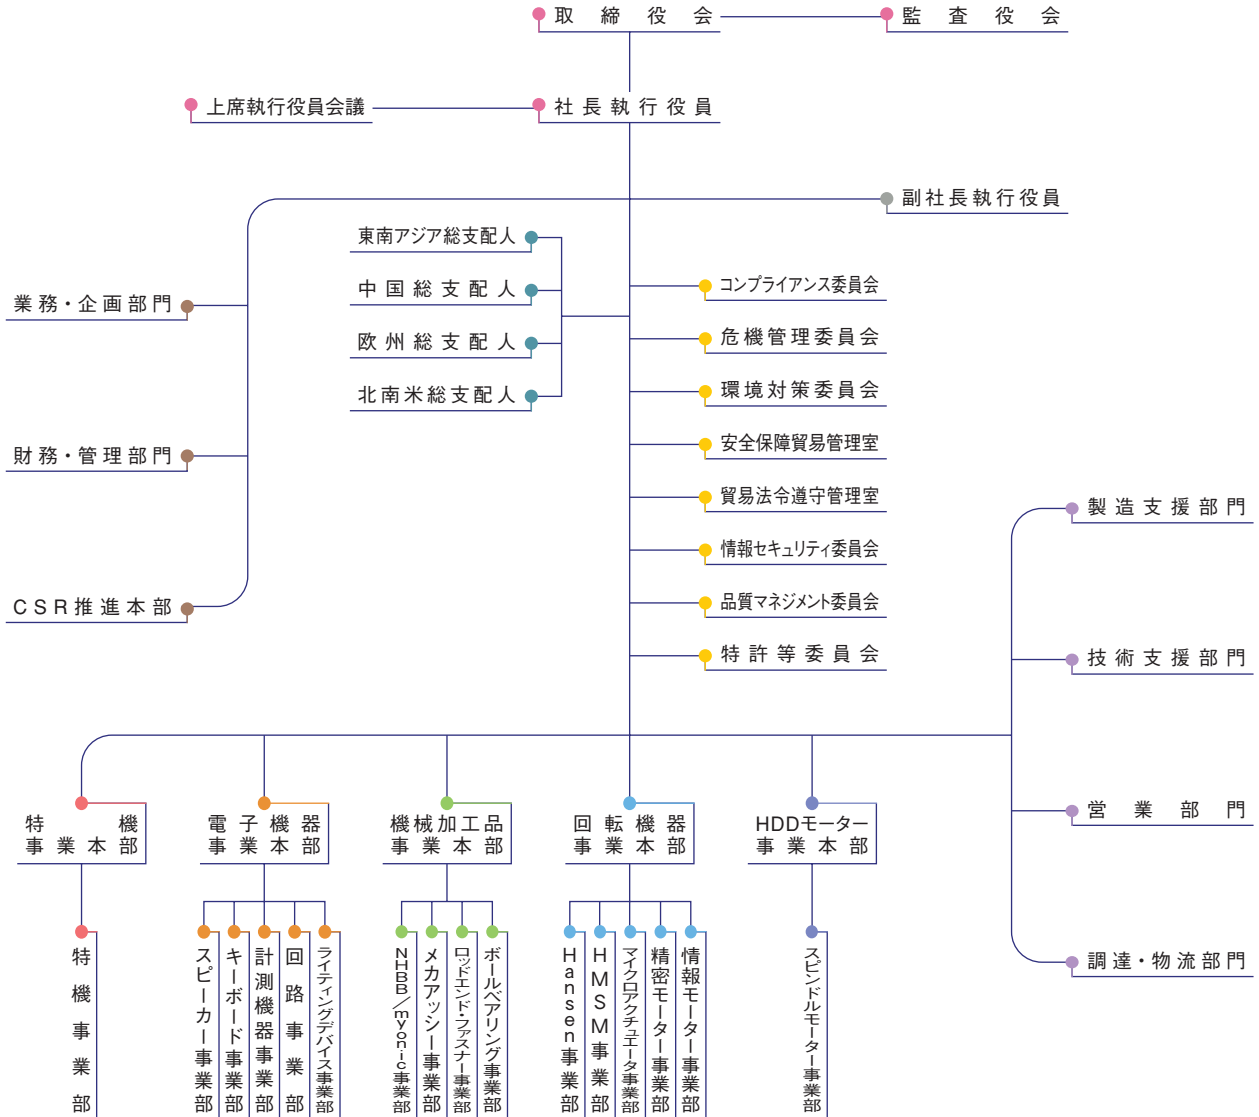 取締役会
監査役会
上席執行役員会議
社長執行役員
副社長執行役員
東南アジア総支配人
中国総支配人
欧州総支配人
北南米総支配人
業務・企画部門
財務・管理部門
CSR推進本部
コンプライアンス委員会
危機管理委員会
環境対策委員会
安全保障貿易管理室
貿易法令遵守管理室
情報セキュリティ委員会
品質マネジメント委員会
特許等委員会
製造支援部門
技術支援部門
営業部門
調達・物流部門
特機
事業本部
電子機器
事業本部
機械加工品
事業本部
回転機器
事業本部
HDDモーター
事業本部
特機事業部
スピーカー事業部
キーボード事業部
計測機器事業部
回路事業部
ライティングデバイス事業部
NHBB/myonic事業部
メカアッシー事業部
ロッドエンド・ファスナー事業部
ボールベアリング事業部
Hansen事業部
HMSM事業部
マイクロアクチュエータ事業部
精密モーター事業部
情報モーター事業部
スピンドルモーター事業部